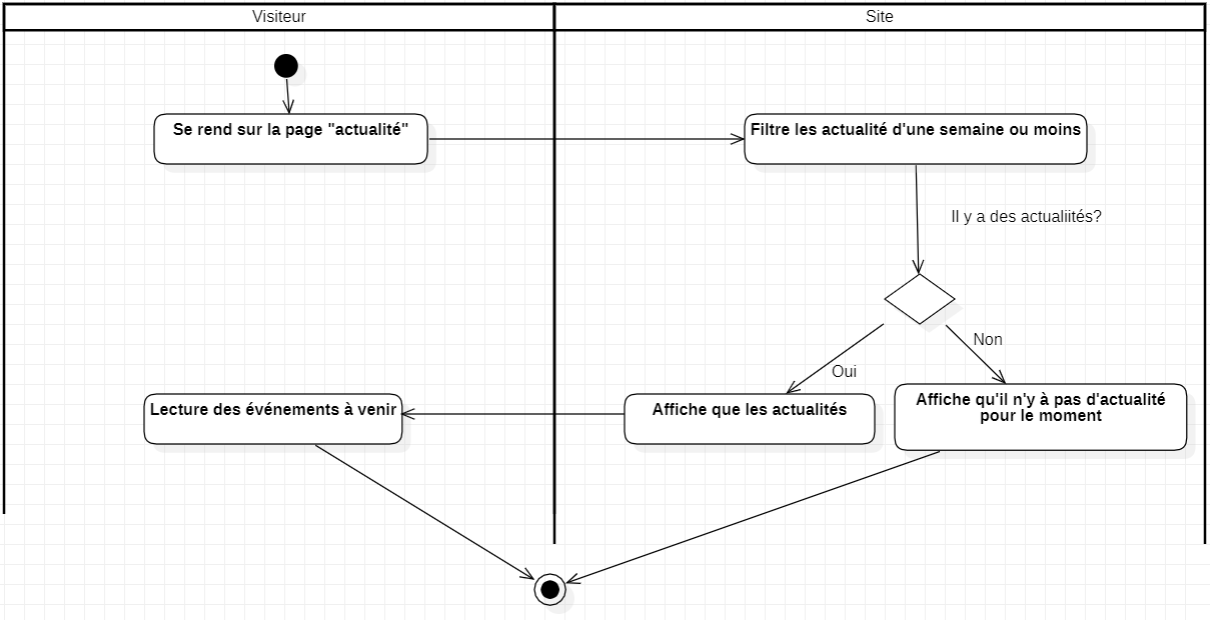 Visiteur
Site
Se rend sur la page "actualité"
Filtre les actualité d'une semaine ou moins
Il y a des actualiités?
Non
Oui
Lecture des événements à venir
Affiche que les actualités
Affiche qu'il n'y à pas d'actualité
pour le moment